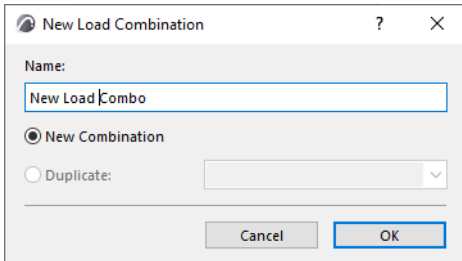 New Load Combination ?
Name:
New Load Combo
New Combination
Duplicate:
Cancel OK